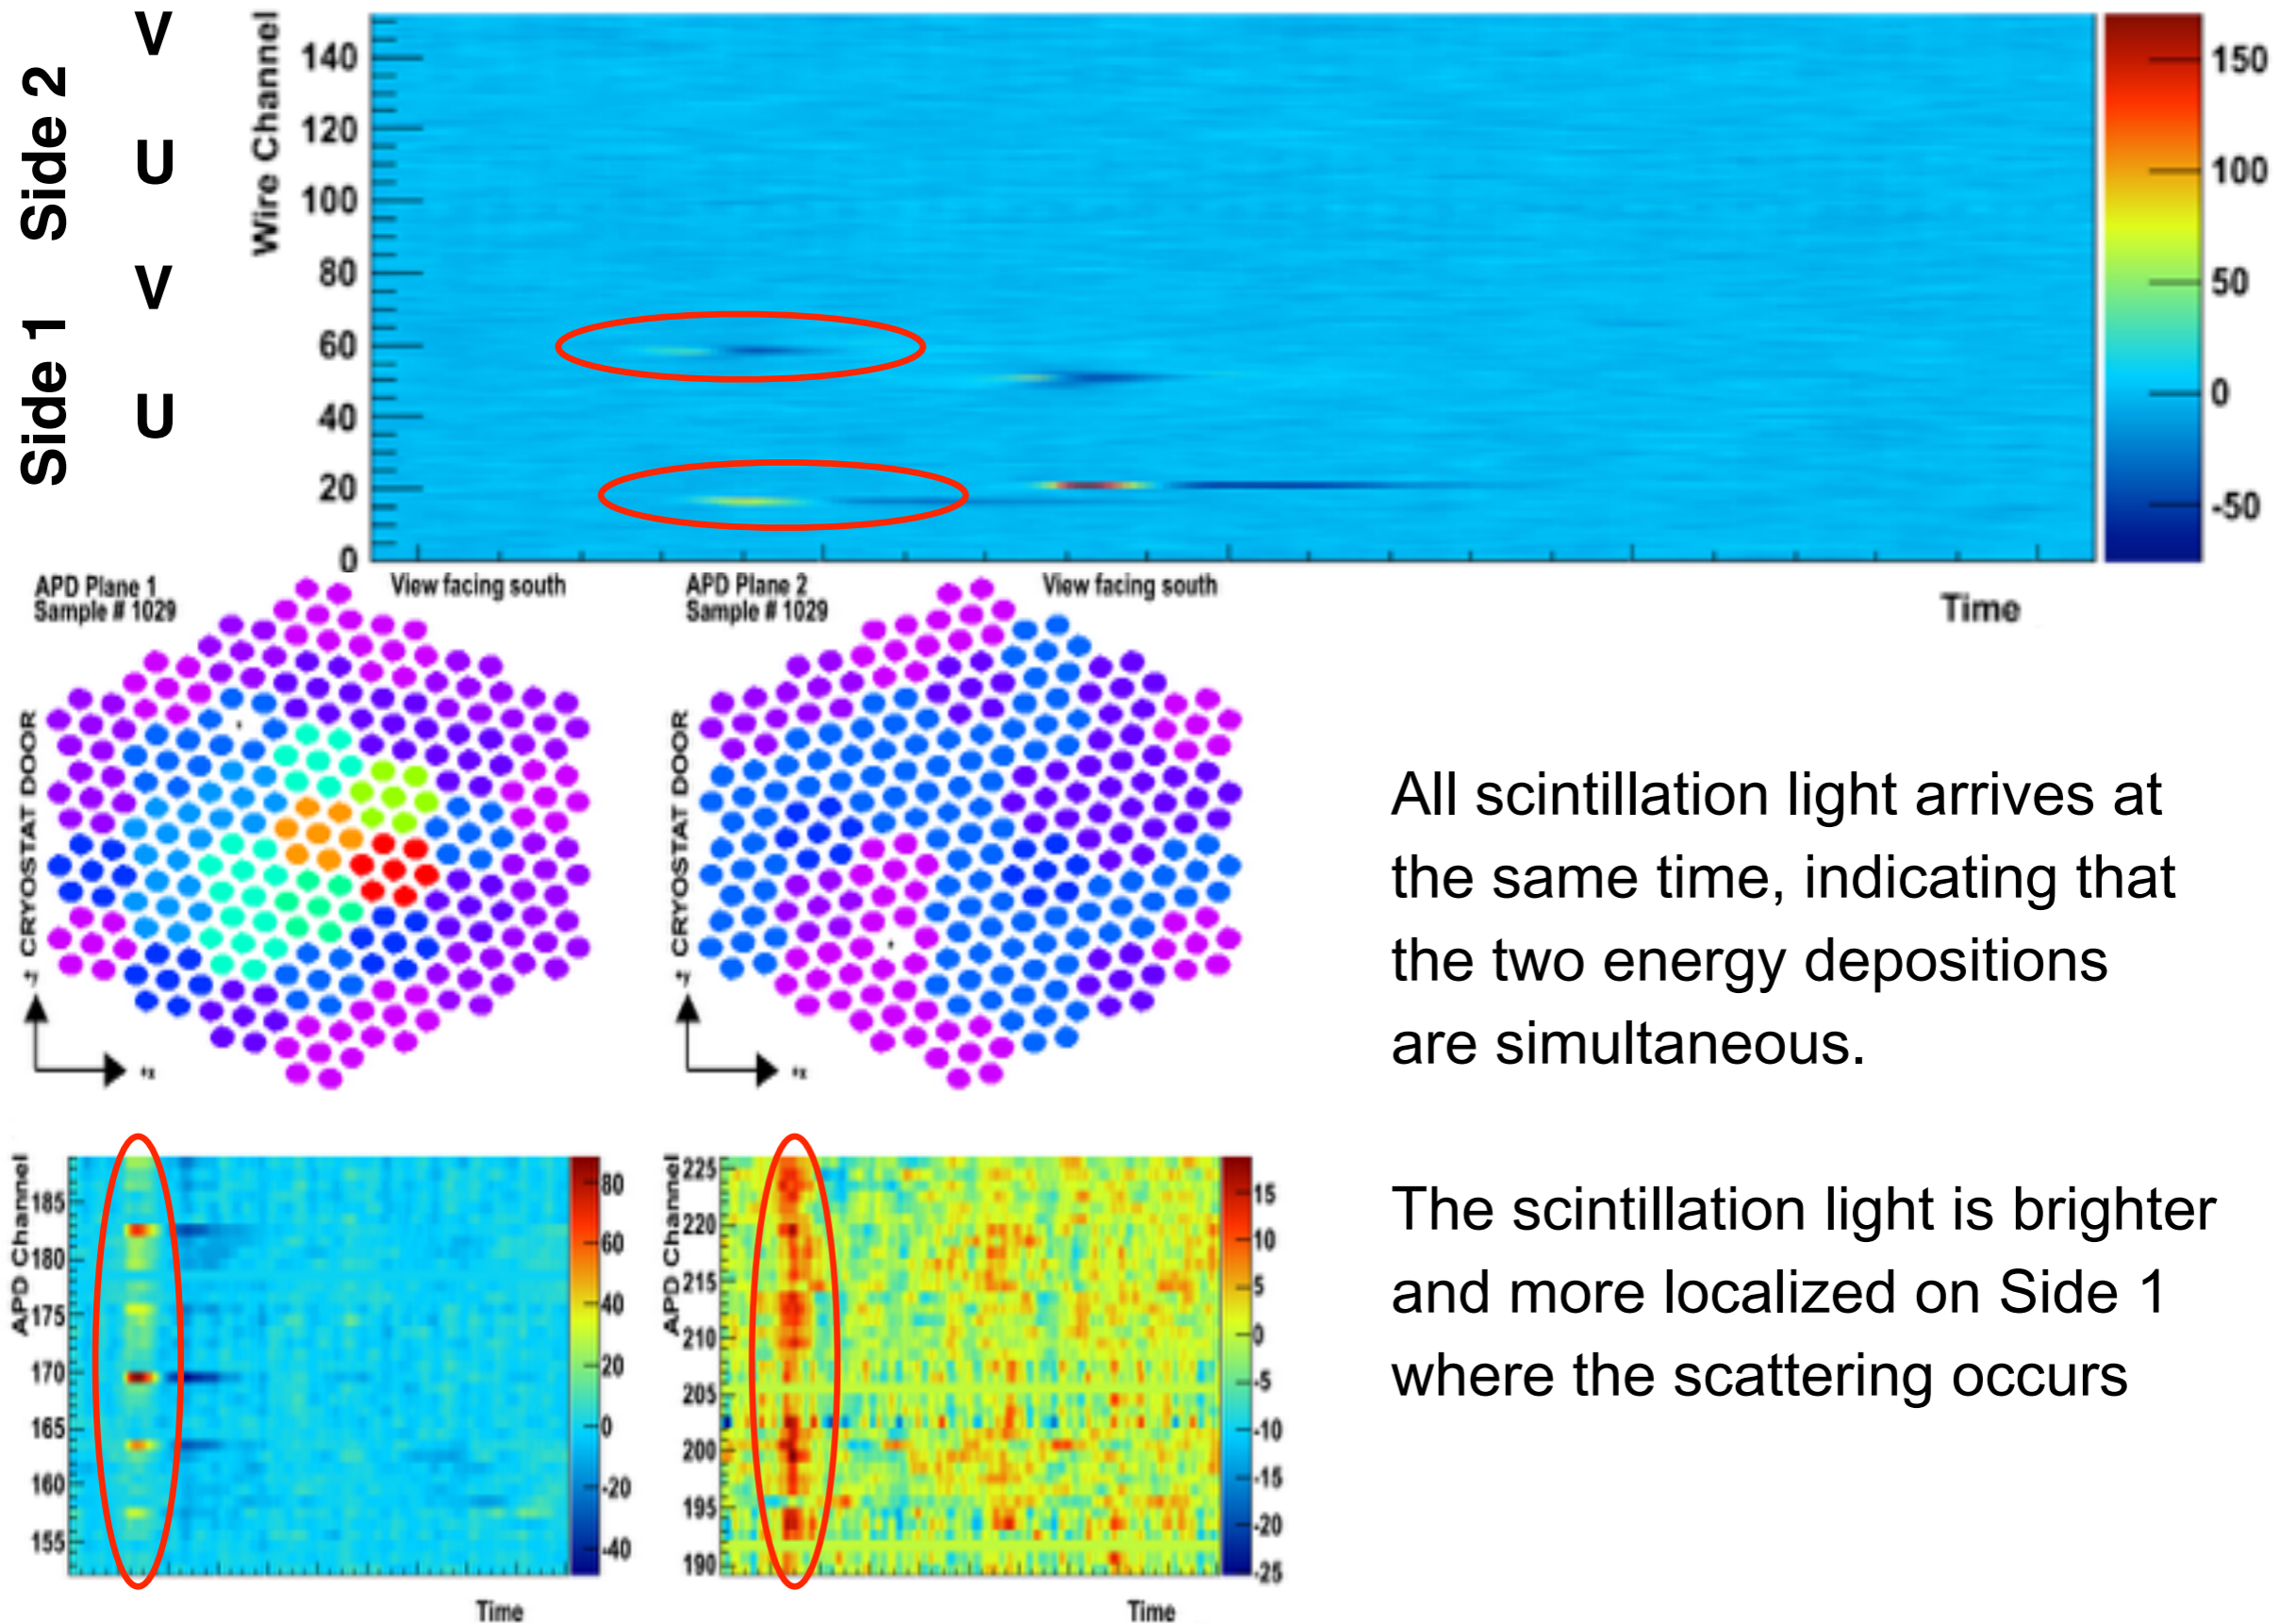 Side 2
V
U
Side 1
V
U
Wire Channel
140
120
100
80
60
40
20
0
150
100
50
0
-50
Time
APD Plane 1
Sample # 1029
View facing south
CRYOSTAT DOOR
+x
APD Plane 2
Sample # 1029
View facing south
CRYOSTAT DOOR
+x
All scintillation light arrives at
the same time, indicating that
the two energy depositions
are simultaneous.
The scintillation light is brighter
and more localized on Side 1
where the scattering occurs
APD Channel
185
180
175
170
165
160
155
80
60
40
20
0
-20
-40
Time
APD Channel
225
220
215
210
205
200
195
190
15
10
5
0
-5
-10
-15
-20
-25
Time